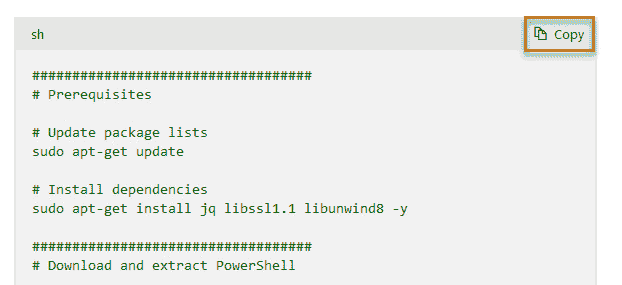 sh
Copy
###################################
# Prerequisites
# Update package lists
sudo apt-get update
# Install dependencies
sudo apt-get install jq libssl1.1 libunwind8 -y
###################################
# Download and extract PowerShell